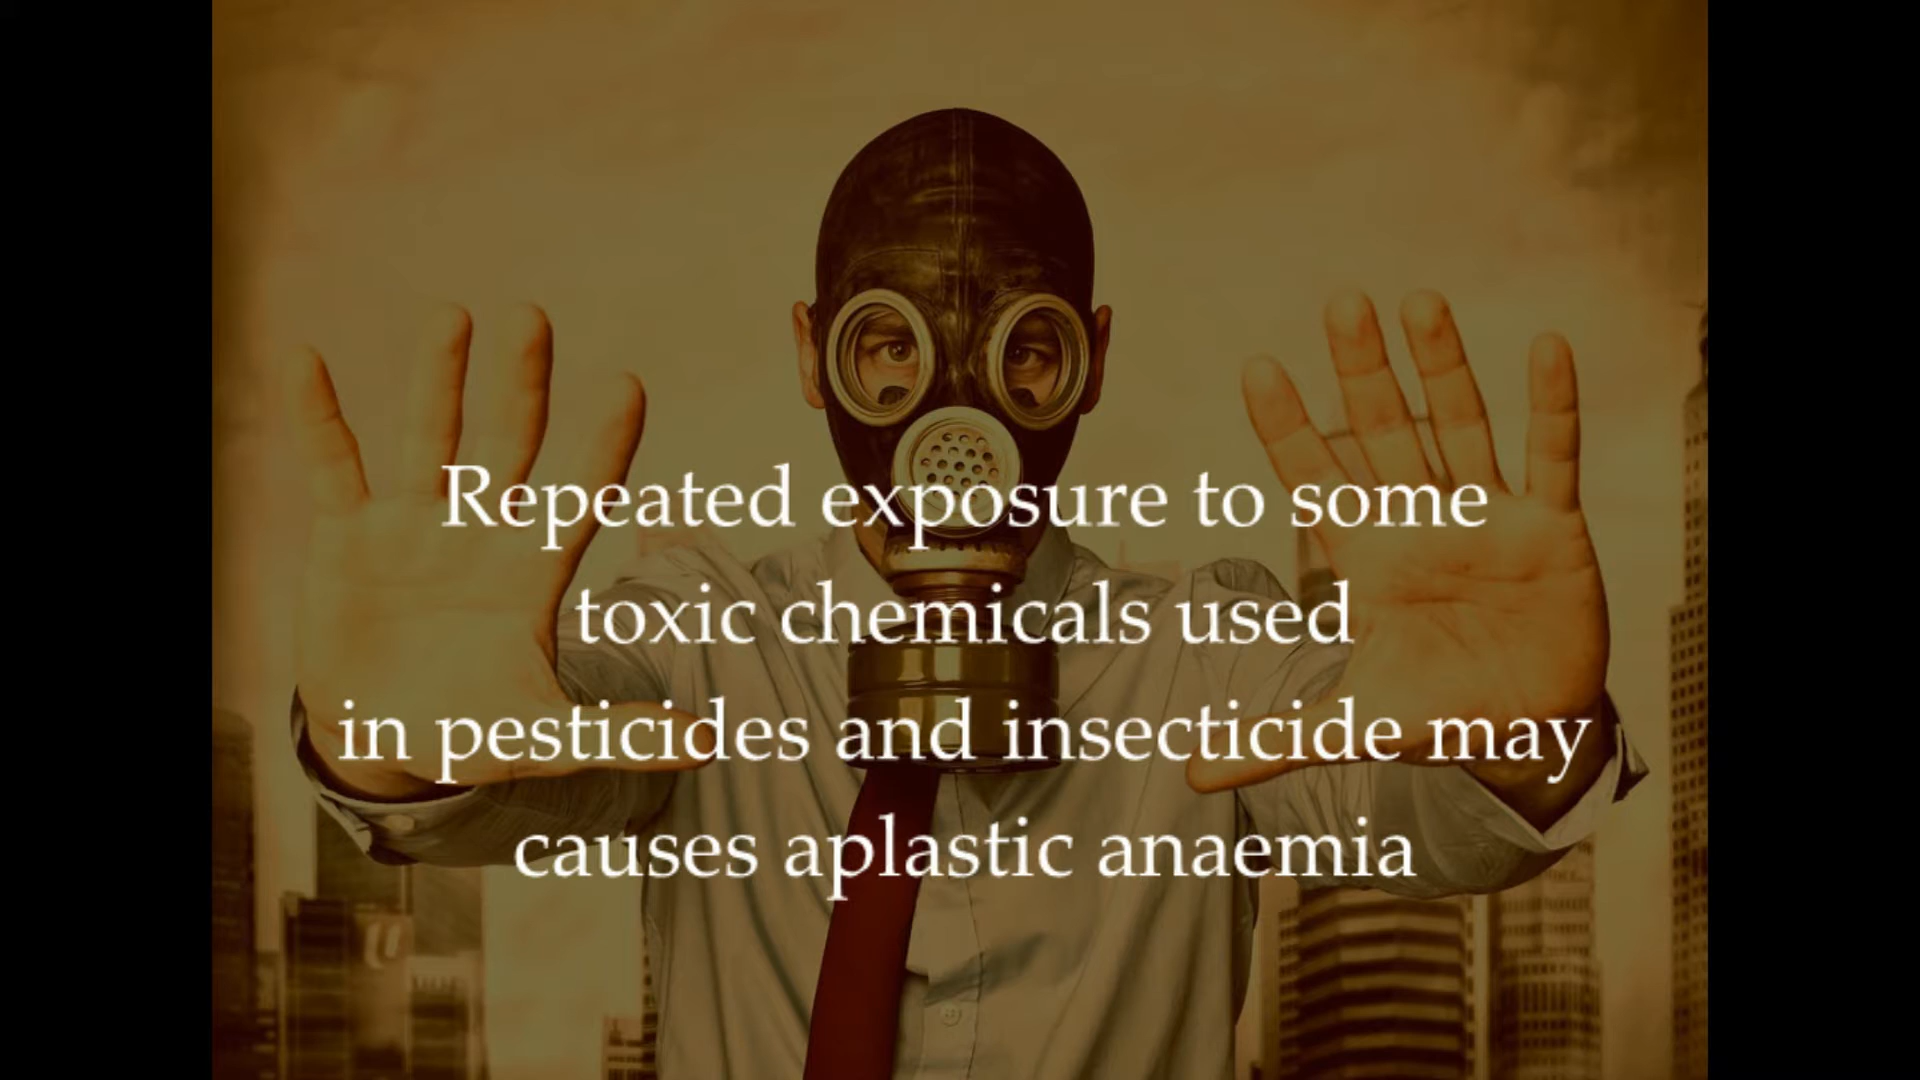 Repeated exposure to some
toxic chemicals used
in pesticides and insecticide may
causes aplastic anaemia